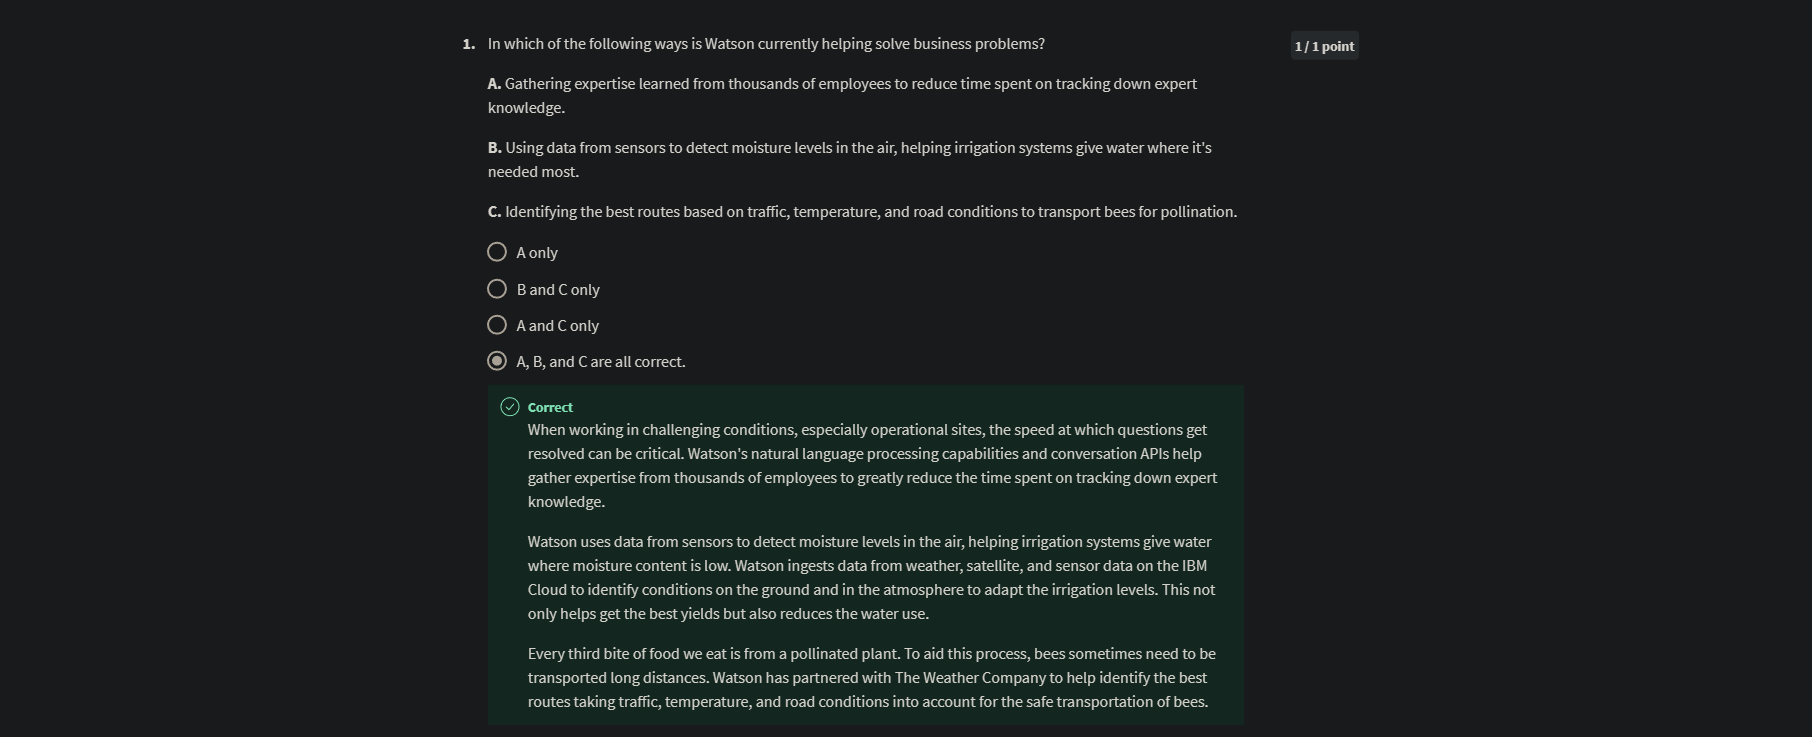 1. In which of the following ways is Watson currently helping solve business problems?
1 / 1 point
A. Gathering expertise learned from thousands of employees to reduce time spent on tracking down expert
knowledge.
B. Using data from sensors to detect moisture levels in the air, helping irrigation systems give water where it's
needed most.
C. Identifying the best routes based on traffic, temperature, and road conditions to transport bees for pollination.
A only
B and C only
A and C only
A, B, and C are all correct.
Correct
When working in challenging conditions, especially operational sites, the speed at which questions get
resolved can be critical. Watson's natural language processing capabilities and conversation APIs help
gather expertise from thousands of employees to greatly reduce the time spent on tracking down expert
knowledge.
Watson uses data from sensors to detect moisture levels in the air, helping irrigation systems give water
where moisture content is low. Watson ingests data from weather, satellite, and sensor data on the IBM
Cloud to identify conditions on the ground and in the atmosphere to adapt the irrigation levels. This not
only helps get the best yields but also reduces the water use.
Every third bite of food we eat is from a pollinated plant. To aid this process, bees sometimes need to be
transported long distances. Watson has partnered with The Weather Company to help identify the best
routes taking traffic, temperature, and road conditions into account for the safe transportation of bees.